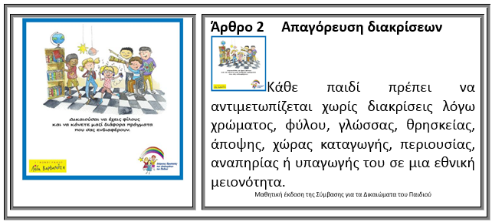 Δικαιούσαι να έχεις φίλους
και να κάνετε μαζί διάφορα πράγματα
που σας ενδιαφέρουν.
Άρθρο 2 Απαγόρευση διακρίσεων
Κάθε παιδί πρέπει να
αντιμετωπίζεται χωρίς διακρίσεις λόγω
χρώματος, φύλου, γλώσσας, θρησκείας,
άποψης, χώρας καταγωγής, περιουσίας,
αναπηρίας ή υπαγωγής του σε μια εθνική
μειονότητα.
Μαθητική έκδοση της Σύμβασης για τα Δικαιώματα του Παιδιού